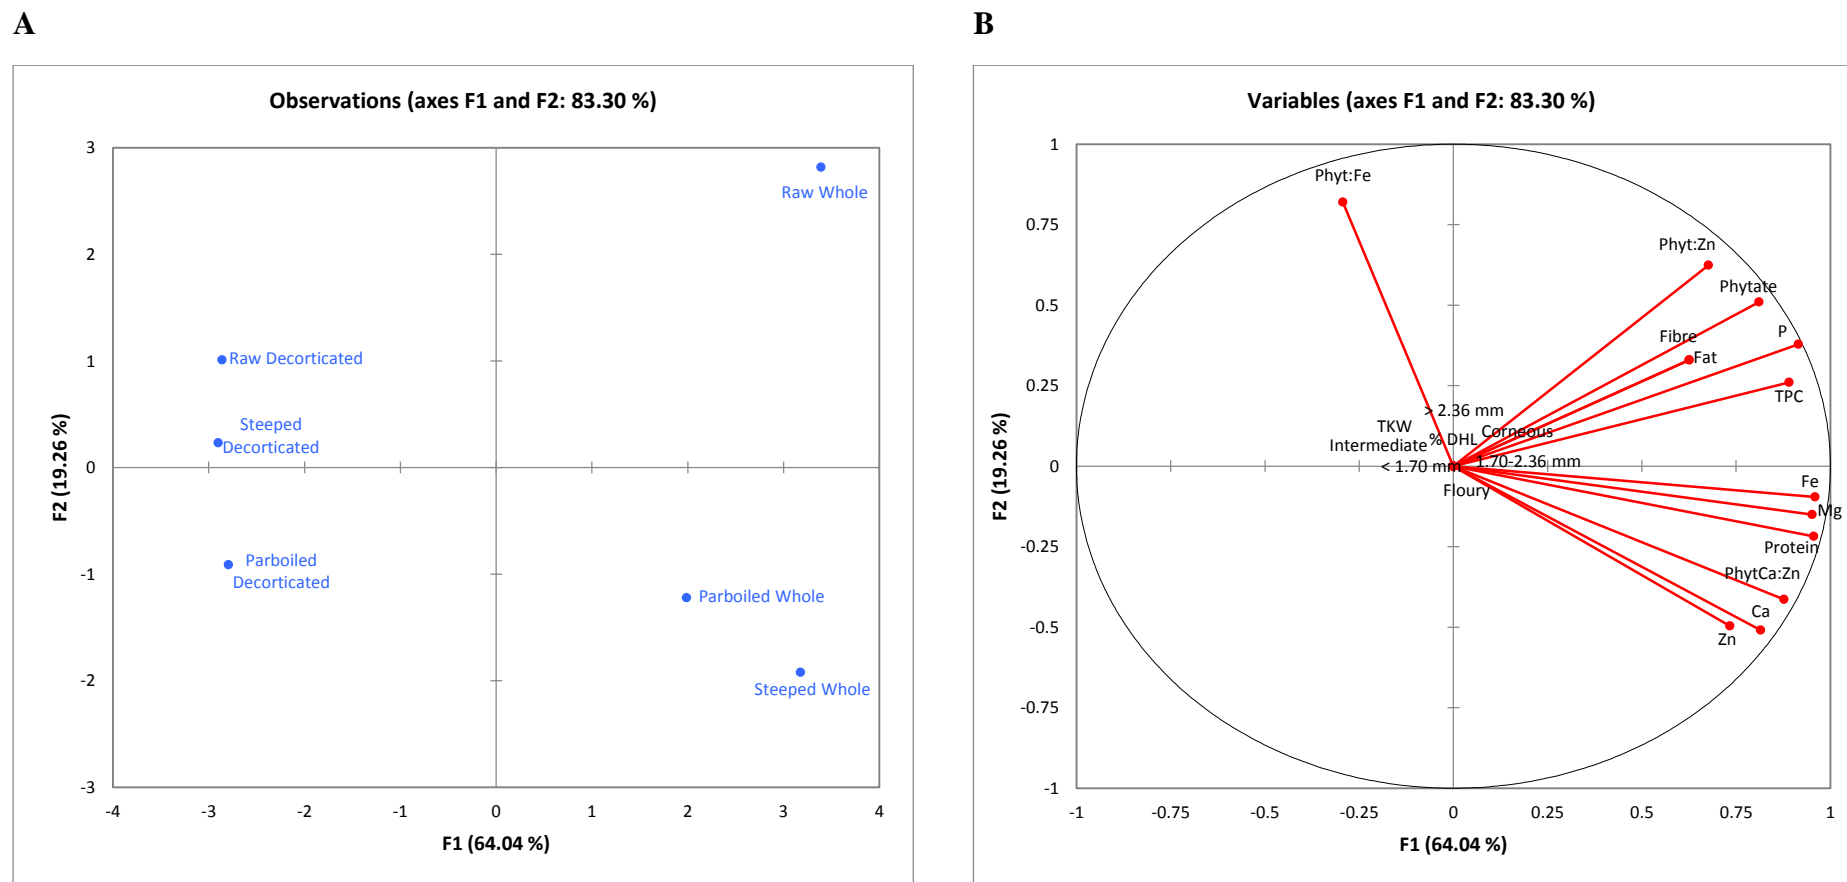 A
Observations (axes F1 and F2: 83.30 %)
3
Raw Whole
2
1
Raw Decorticated
Steeped
Decorticated
0
F2 (19.26 %)
Parboiled
Decorticated
-1
Parboiled Whole
Steeped Whole
-2
-3
-4 -3 -2 -1 0 1 2 3 4
F1 (64.04 %)
B
Variables (axes F1 and F2: 83.30 %)
1
Phyt:Fe
0.75
Phyt:Zn
Phytate
0.5
P
Fibre
Fat
0.25
TPC
> 2.36 mm
TKW
Corneous
Intermediate
% DHL
1.70-2.36 mm
< 1.70 mm
0
F2 (19.26 %)
Floury
Fe
Mg
-0.25
Protein
PhytCa:Zn
Ca
-0.5
Zn
-0.75
-1
-1 -0.75 -0.5 -0.25 0 0.25 0.5 0.75 1
F1 (64.04 %)